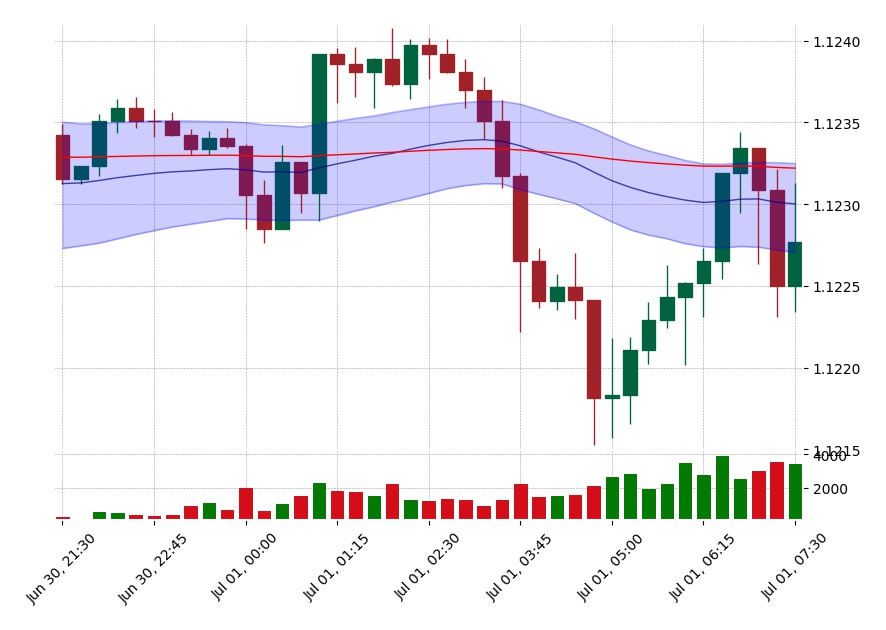 1.1240
1.1235
1.1230
1.1225
1.1220
1.1215
4000
2000
Jun 30, 21:30
Jun 30, 22:45
Jul 01, 00:00
Jul 01, 01:15
Jul 01, 02:30
Jul 01, 03:45
Jul 01, 05:00
Jul 01, 06:15
Jul 01, 07:30